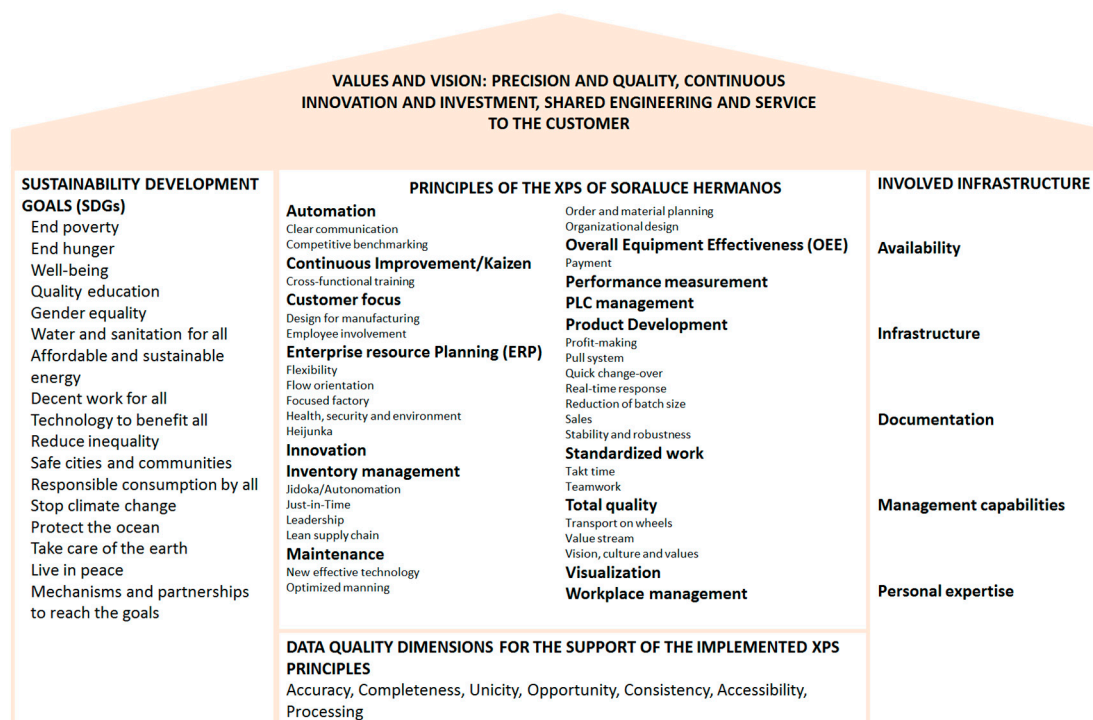 VALUES AND VISION: PRECISION AND QUALITY, CONTINUOUS
INNOVATION AND INVESTMENT, SHARED ENGINEERING AND SERVICE
TO THE CUSTOMER
SUSTAINABILITY DEVELOPMENT
GOALS (SDGs)
End poverty
End hunger
Well-being
Quality education
Gender equality
Water and sanitation for all
Affordable and sustainable
energy
Decent work for all
Technology to benefit all
Reduce inequality
Safe cities and communities
Responsible consumption by all
Stop climate change
Protect the ocean
Take care of the earth
Live in peace
Mechanisms and partnerships
to reach the goals
PRINCIPLES OF THE XPS OF SORALUCE HERMANOS
Automation
Clear communication
Competitive benchmarking
Continuous Improvement/Kaizen
Cross-functional training
Customer focus
Design for manufacturing
Employee involvement
Enterprise resource Planning (ERP)
Flexibility
Flow orientation
Focused factory
Health, security and environment
Heijunka
Innovation
Inventory management
Jidoka/Autonomation
Just-in-Time
Leadership
Lean supply chain
Maintenance
New effective technology
Optimized manning
Order and material planning
Organizational design
Overall Equipment Effectiveness (OEE)
Payment
Performance measurement
PLC management
Product Development
Profit-making
Pull system
Quick change-over
Real-time response
Reduction of batch size
Sales
Stability and robustness
Standardized work
Takt time
Teamwork
Total quality
Transport on wheels
Value stream
Vision, culture and values
Visualization
Workplace management
DATA QUALITY DIMENSIONS FOR THE SUPPORT OF THE IMPLEMENTED XPS
PRINCIPLES
Accuracy, Completeness, Unicity, Opportunity, Consistency, Accessibility,
Processing
INVOLVED INFRASTRUCTURE
Availability
Infrastructure
Documentation
Management capabilities
Personal expertise